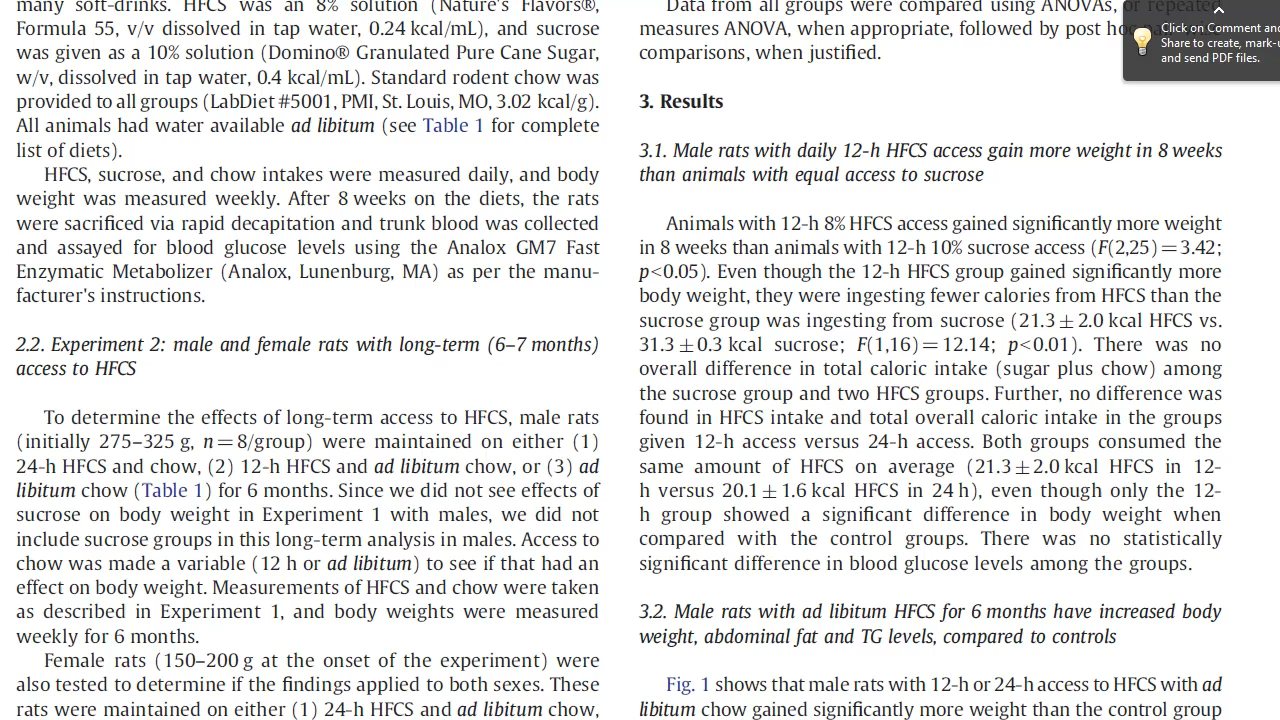 many soft-drinks. HFCS was an 8% solution (Nature's Flavors®,
Formula 55, v/v dissolved in tap water, 0.24 kcal/mL), and sucrose
was given as a 10% solution (Domino® Granulated Pure Cane Sugar,
w/v, dissolved in tap water, 0.4 kcal/mL). Standard rodent chow was
provided to all groups (LabDiet #5001, PMI, St. Louis, MO, 3.02 kcal/g).
All animals had water available ad libitum (see Table 1 for complete
list of diets).
HFCS, sucrose, and chow intakes were measured daily, and body
weight was measured weekly. After 8 weeks on the diets, the rats
were sacrificed via rapid decapitation and trunk blood was collected
and assayed for blood glucose levels using the Analox GM7 Fast
Enzymatic Metabolizer (Analox, Lunenburg, MA) as per the manu-
facturer's instructions.
2.2. Experiment 2: male and female rats with long-term (6–7 months)
access to HFCS
To determine the effects of long-term access to HFCS, male rats
(initially 275–325 g, n=8/group) were maintained on either (1)
24-h HFCS and chow, (2) 12-h HFCS and ad libitum chow, or (3) ad
libitum chow (Table 1) for 6 months. Since we did not see effects of
sucrose on body weight in Experiment 1 with males, we did not
include sucrose groups in this long-term analysis in males. Access to
chow was made a variable (12 h or ad libitum) to see if that had an
effect on body weight. Measurements of HFCS and chow were taken
as described in Experiment 1, and body weights were measured
weekly for 6 months.
Female rats (150–200 g at the onset of the experiment) were
also tested to determine if the findings applied to both sexes. These
rats were maintained on either (1) 24-h HFCS and ad libitum chow,
Data from all groups were compared using ANOVAs, or repeated
measures ANOVA, when appropriate, followed by post hoc
comparisons, when justified.
3. Results
3.1. Male rats with daily 12-h HFCS access gain more weight in 8 weeks
than animals with equal access to sucrose
Animals with 12-h 8% HFCS access gained significantly more weight
in 8 weeks than animals with 12-h 10% sucrose access (F(2,25)=3.42;
p<0.05). Even though the 12-h HFCS group gained significantly more
body weight, they were ingesting fewer calories from HFCS than the
sucrose group was ingesting from sucrose (21.3±2.0 kcal HFCS vs.
31.3±0.3 kcal sucrose; F(1,16)=12.14; p<0.01). There was no
overall difference in total caloric intake (sugar plus chow) among
the sucrose group and two HFCS groups. Further, no difference was
found in HFCS intake and total overall caloric intake in the groups
given 12-h access versus 24-h access. Both groups consumed the
same amount of HFCS on average (21.3±2.0 kcal HFCS in 12-
h versus 20.1±1.6 kcal HFCS in 24 h), even though only the 12-
h group showed a significant difference in body weight when
compared with the control groups. There was no statistically
significant difference in blood glucose levels among the groups.
3.2. Male rats with ad libitum HFCS for 6 months have increased body
weight, abdominal fat and TG levels, compared to controls
Fig. 1 shows that male rats with 12-h or 24-h access to HFCS with ad
libitum chow gained significantly more weight than the control group
Click on Comment and
Share to create, mark-u
and send PDF files.